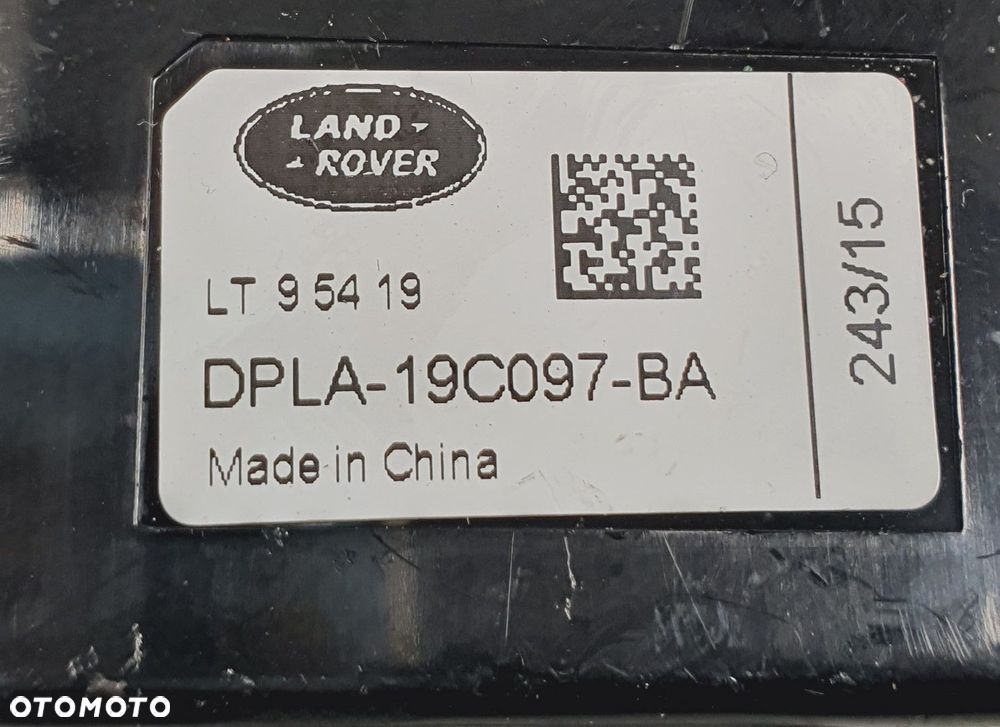 LAND
ROVER
LT 9 54 19
DPLA-19C097-BA
Made in China
243/15
OTOMOTO